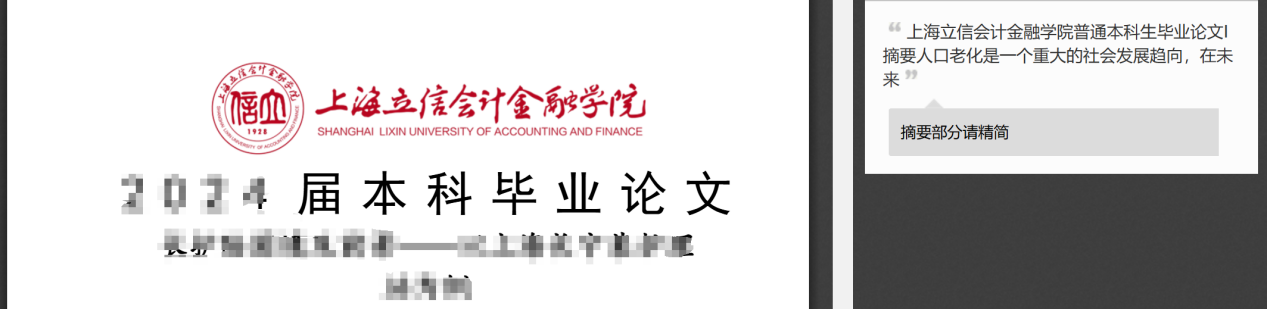 上海立信会计金融学院
SHANGHAI LIXIN UNIVERSITY OF ACCOUNTING AND FINANCE
信立
1928
届本科毕业论文
上海立信会计金融学院普通本科生毕业论文I
摘要人口老化是一个重大的社会发展趋向，在未
来
摘要部分请精简